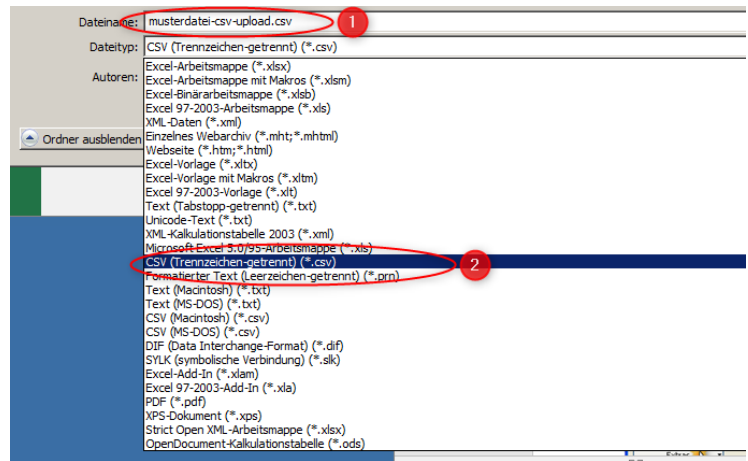 Dateiname: musterdatei-csv-upload.csv 1
Dateityp: CSV (Trennzeichen-getrennt) (*.csv)
Autoren:
Excel-Arbeitsmappe (*.xlsx)
Excel-Arbeitsmappe mit Makros (*.xlsm)
Excel-Binärarbeitsmappe (*.xlsb)
Excel 97-2003-Arbeitsmappe (*.xls)
XML-Daten (*.xml)
Einzelnes Webarchiv (*.mht;*.mhtml)
Ordner ausblenden
Webseite (*.htm;*.html)
Excel-Vorlage (*.xltx)
Excel-Vorlage mit Makros (*.xltm)
Excel 97-2003-Vorlage (*.xlt)
Text (Tabstopp-getrennt) (*.txt)
Unicode-Text (*.txt)
XML-Kalkulationstabelle 2003 (*.xml)
Microsoft Excel 5.0/95-Arbeitsmappe (*.xls)
CSV (Trennzeichen-getrennt) (*.csv) 2
Formatierter Text (Leerzeichen-getrennt) (*.prn)
Text (Macintosh) (*.txt)
Text (MS-DOS) (*.txt)
CSV (Macintosh) (*.csv)
CSV (MS-DOS) (*.csv)
DIF (Data Interchange-Format) (*.dif)
SYLK (symbolische Verbindung) (*.slk)
Excel-Add-In (*.xlam)
Excel 97-2003-Add-In (*.xla)
PDF (*.pdf)
XPS-Dokument (*.xps)
Strict Open XML-Arbeitsmappe (*.xlsx)
OpenDocument-Kalkulationstabelle (*.ods)